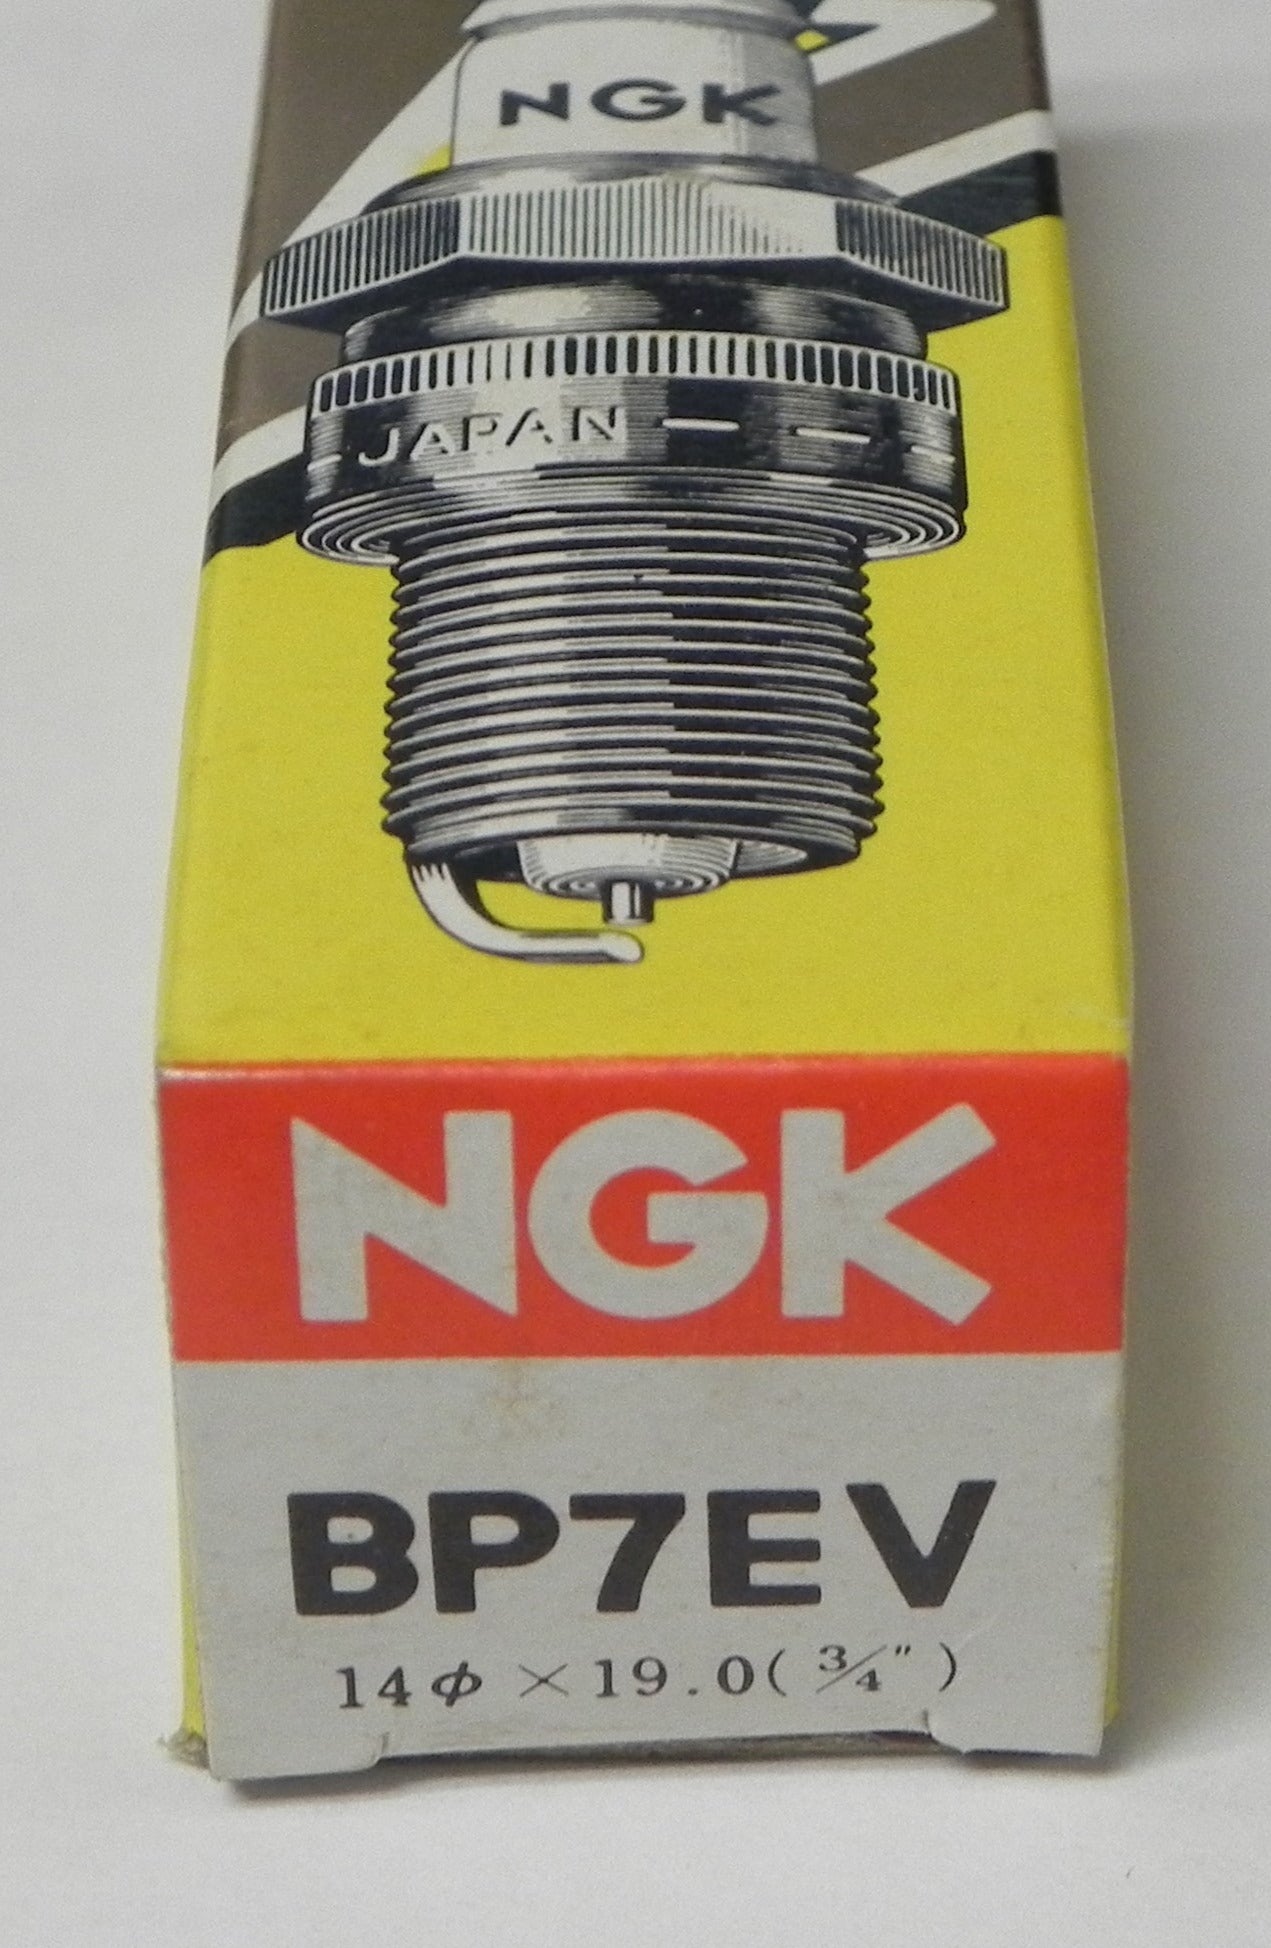 NGK
JAPAN
NGK
BP7EV
14φ×19.0(3/4")